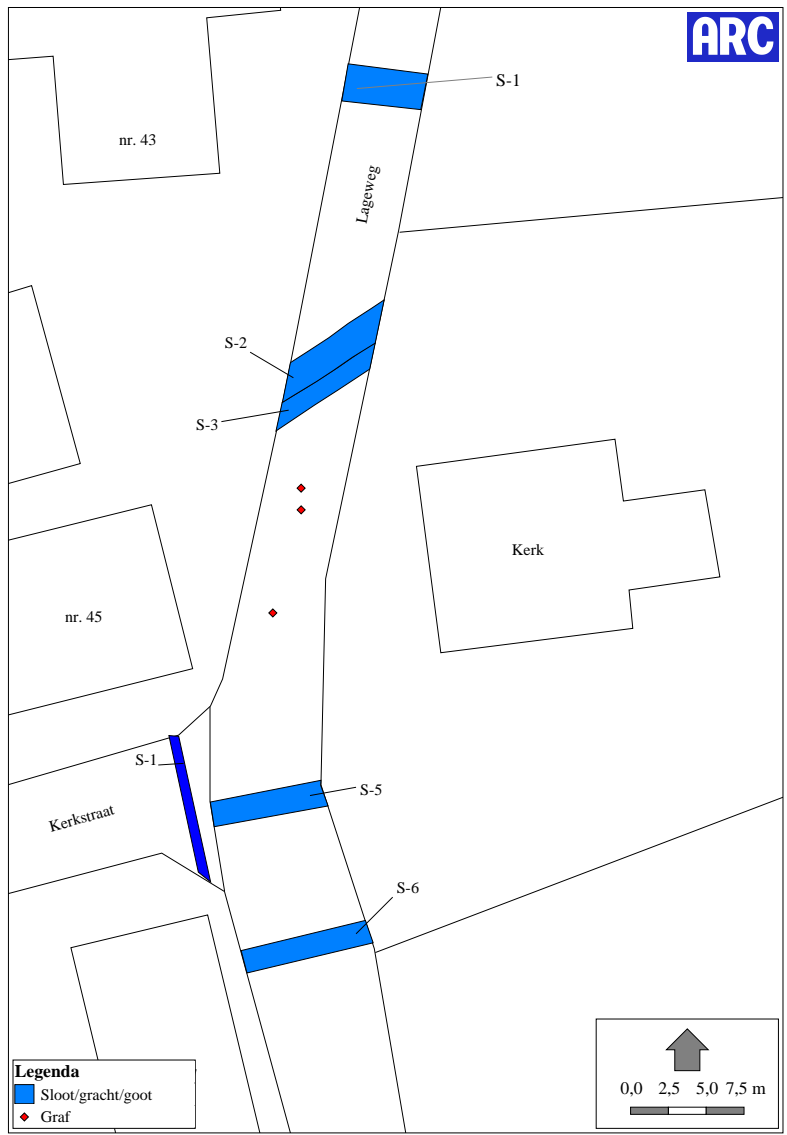 ARC
S-1
nr. 43
Lageweg
S-2
S-3
Kerk
nr. 45
S-1
S-5
Kerkstraat
S-6
Legenda
Sloot/gracht/goot
Graf
0,0 2,5 5,0 7,5 m